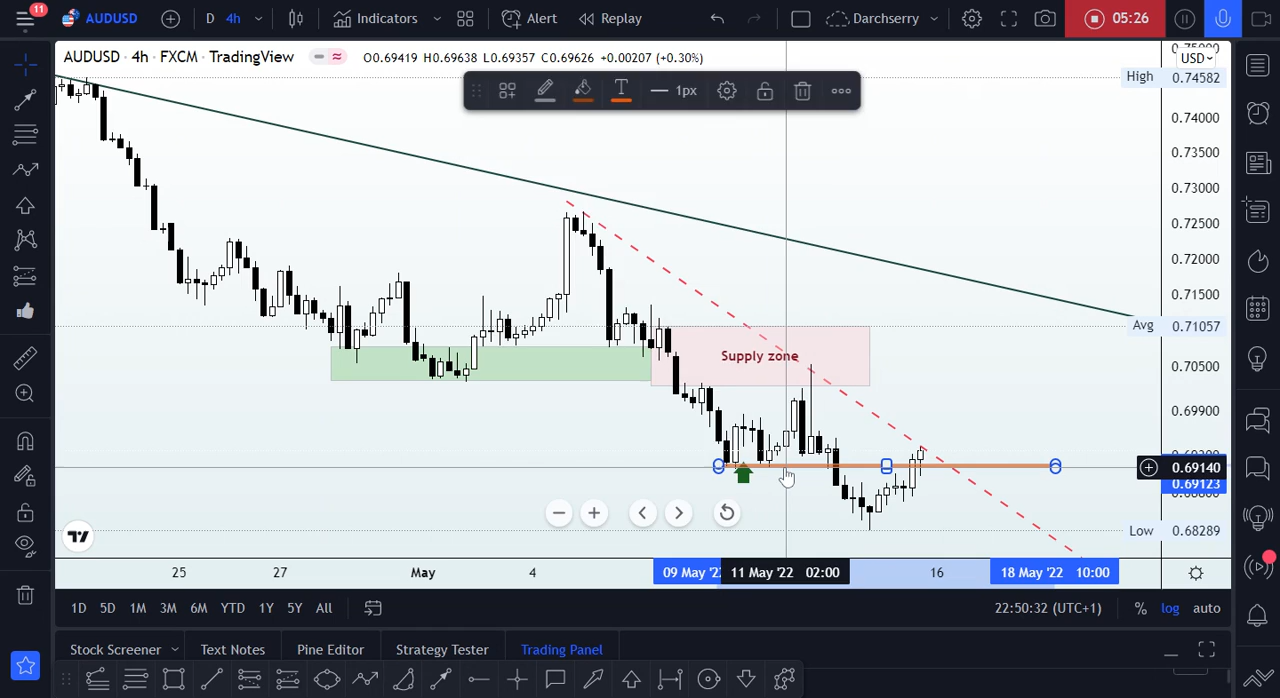 11
AUDUSD
D
4h
Indicators
Alert
Replay
Darchserry
05:26
AUDUSD · 4h · FXCM · TradingView
O0.69419 H0.69638 L0.69357 C0.69626 +0.00207 (+0.30%)
T
1px
USD
High 0.74582
0.74000
0.73500
0.73000
0.72500
0.72000
0.71500
Avg 0.71057
0.70500
0.69900
0.69140
0.69123
Low 0.68289
Supply zone
25
27
May
4
09 May '22
11 May '22 02:00
16
18 May '22 10:00
1D 5D 1M 3M 6M YTD 1Y 5Y All
22:50:32 (UTC+1)
% log auto
Stock Screener
Text Notes
Pine Editor
Strategy Tester
Trading Panel